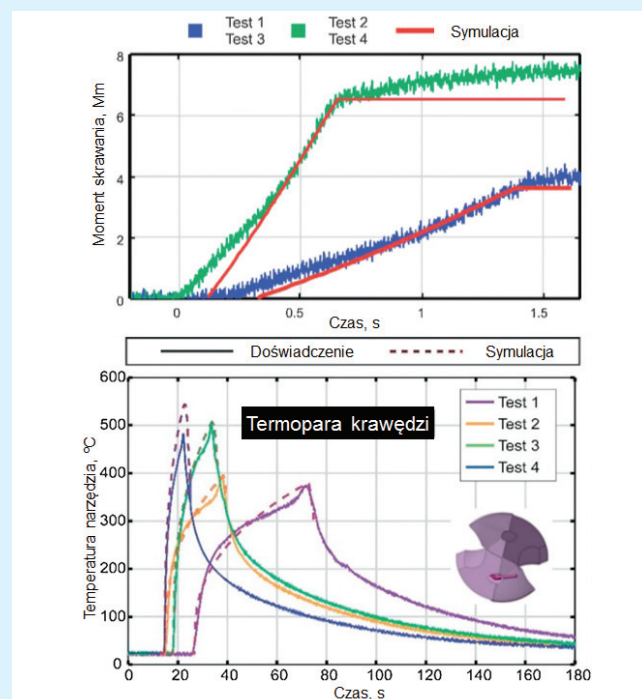 Test 1 Test 2 Symulacja
Test 3 Test 4
Moment skrawania, Mm
8
6
4
2
0
0 0.5 1 1.5
Czas, s
Doświadczenie Symulacja
Temperatura narzędzia, ºC
600
500
400
300
200
100
0
Termopara krawędzi
Test 1
Test 2
Test 3
Test 4
0 20 40 60 80 100 120 140 160 180
Czas, s